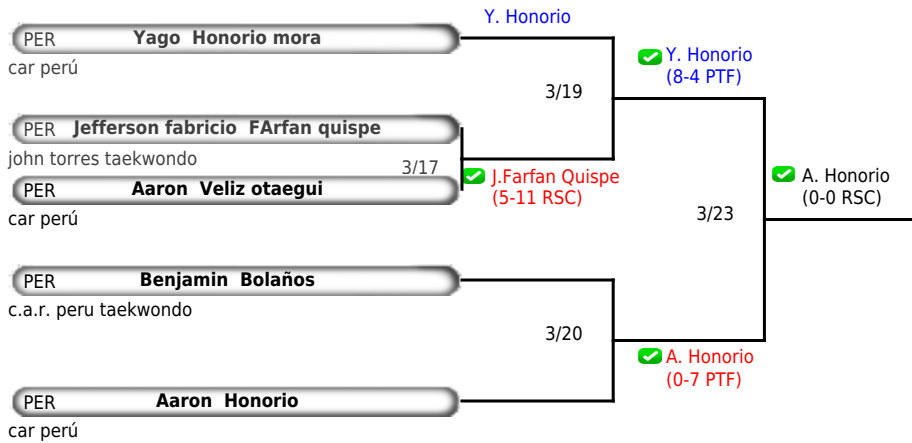 Y. Honorio
PER Yago Honorio mora
car perú
Y. Honorio
(8-4 PTF)
3/19
PER Jefferson fabricio FArfan quispe
john torres taekwondo
3/17
J.Farfan Quispe
(5-11 RSC)
PER Aaron Veliz otaegui
car perú
A. Honorio
(0-0 RSC)
3/23
PER Benjamin Bolaños
c.a.r. peru taekwondo
3/20
A. Honorio
(0-7 PTF)
PER Aaron Honorio
car perú